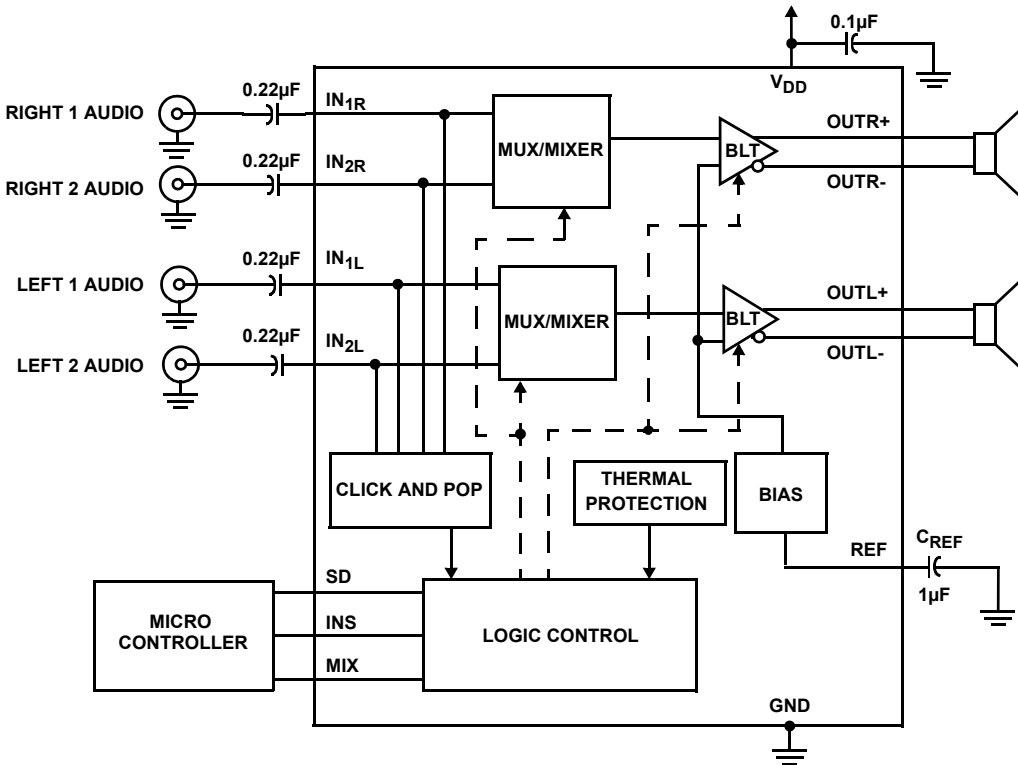 0.1µF
VDD
RIGHT 1 AUDIO
0.22µF
IN1R
MUX/MIXER
BLT
OUTR+
OUTR-
RIGHT 2 AUDIO
0.22µF
IN2R
LEFT 1 AUDIO
0.22µF
IN1L
MUX/MIXER
BLT
OUTL+
OUTL-
LEFT 2 AUDIO
0.22µF
IN2L
CLICK AND POP
THERMAL
PROTECTION
BIAS
REF
CREF
1µF
MICRO
CONTROLLER
SD
INS
MIX
LOGIC CONTROL
GND